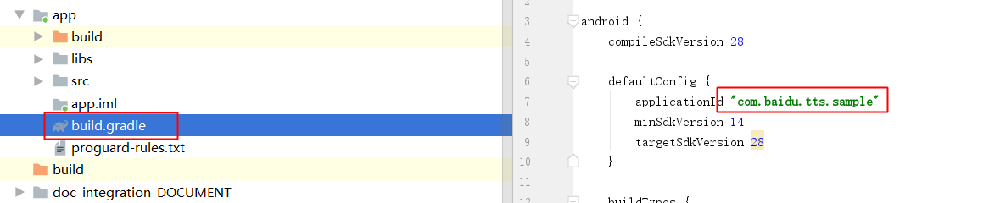 app
build
libs
src
app.iml
build.gradle
proguard-rules.txt
build
doc_integration_DOCUMENT
2
3 android {
4 compileSdkVersion 28
5
6 defaultConfig {
7 applicationId "com.baidu.tts.sample"
8 minSdkVersion 14
9 targetSdkVersion 28
10 }
11
12 buildTypes {